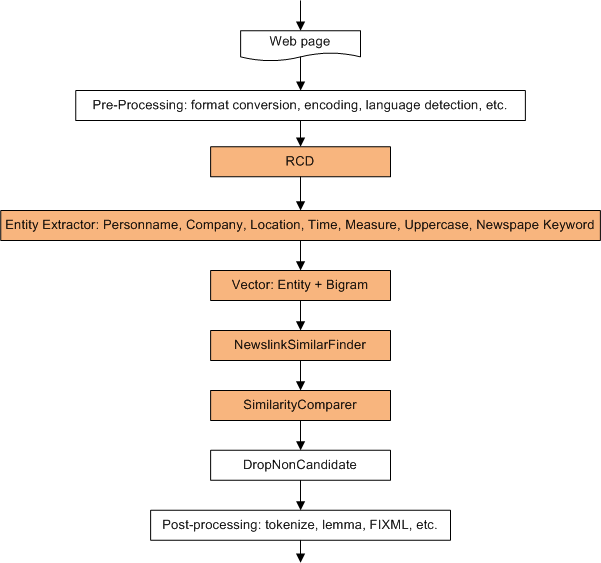 Web page
Pre-Processing: format conversion, encoding, language detection, etc.
RCD
Entity Extractor: Personname, Company, Location, Time, Measure, Uppercase, Newspape Keyword
Vector: Entity + Bigram
NewslinkSimilarFinder
SimilarityComparer
DropNonCandidate
Post-processing: tokenize, lemma, FIXML, etc.